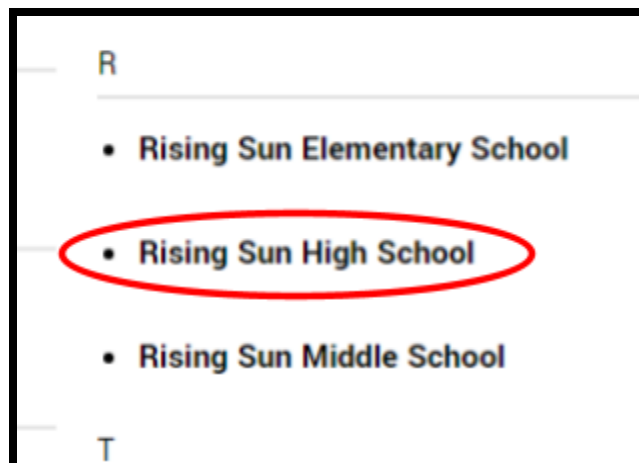 R
• Rising Sun Elementary School
• Rising Sun High School
• Rising Sun Middle School
T